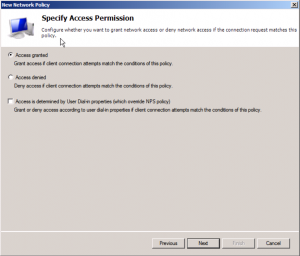 New Network Policy
Specify Access Permission
Configure whether you want to grant network access or deny network access if the connection request matches this
policy.
Access granted
Grant access if client connection attempts match the conditions of this policy.
Access denied
Deny access if client connection attempts match the conditions of this policy.
Access is determined by User Dial-in properties (which override NPS policy)
Grant or deny access according to user dial-in properties if client connection attempts match the conditions of this policy.
Previous
Next
Finish
Cancel